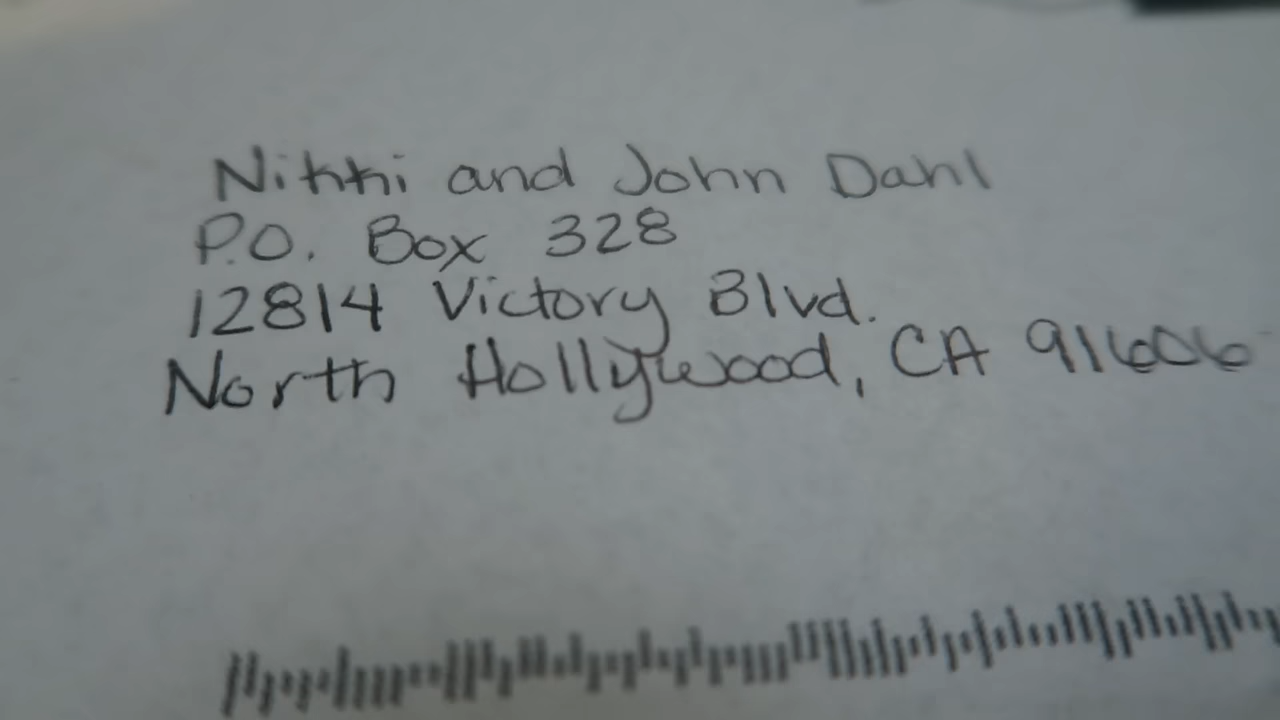 Nikki and John Dahl
P.O. Box 328
12814 Victory Blvd.
North Hollywood, CA 91606